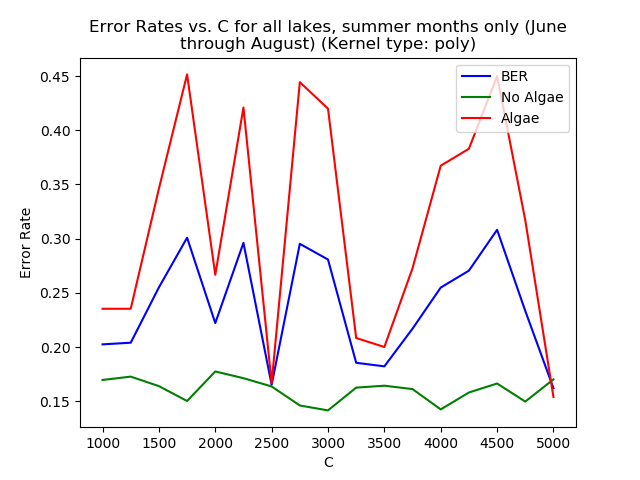 Error Rates vs. C for all lakes, summer months only (June
through August) (Kernel type: poly)
BER
No Algae
Algae
Error Rate
0.45
0.40
0.35
0.30
0.25
0.20
0.15
1000 1500 2000 2500 3000 3500 4000 4500 5000
C